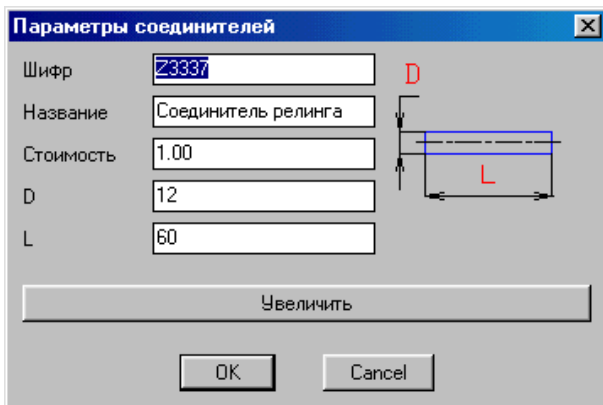 Параметры соединителей
Шифр Z3337
Название Соединитель релинга
Стоимость 1.00
D 12
L 60
D
L
Увеличить
OK Cancel